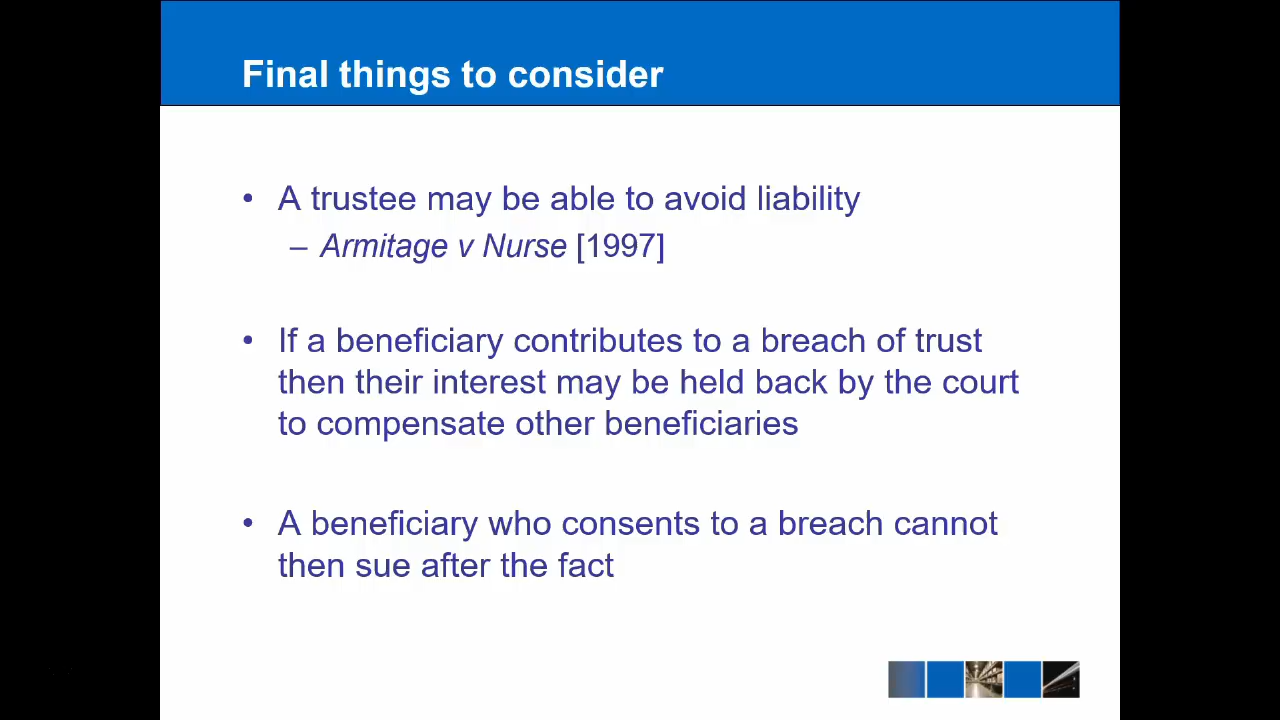 Final things to consider
• A trustee may be able to avoid liability
– Armitage v Nurse [1997]
• If a beneficiary contributes to a breach of trust
then their interest may be held back by the court
to compensate other beneficiaries
• A beneficiary who consents to a breach cannot
then sue after the fact